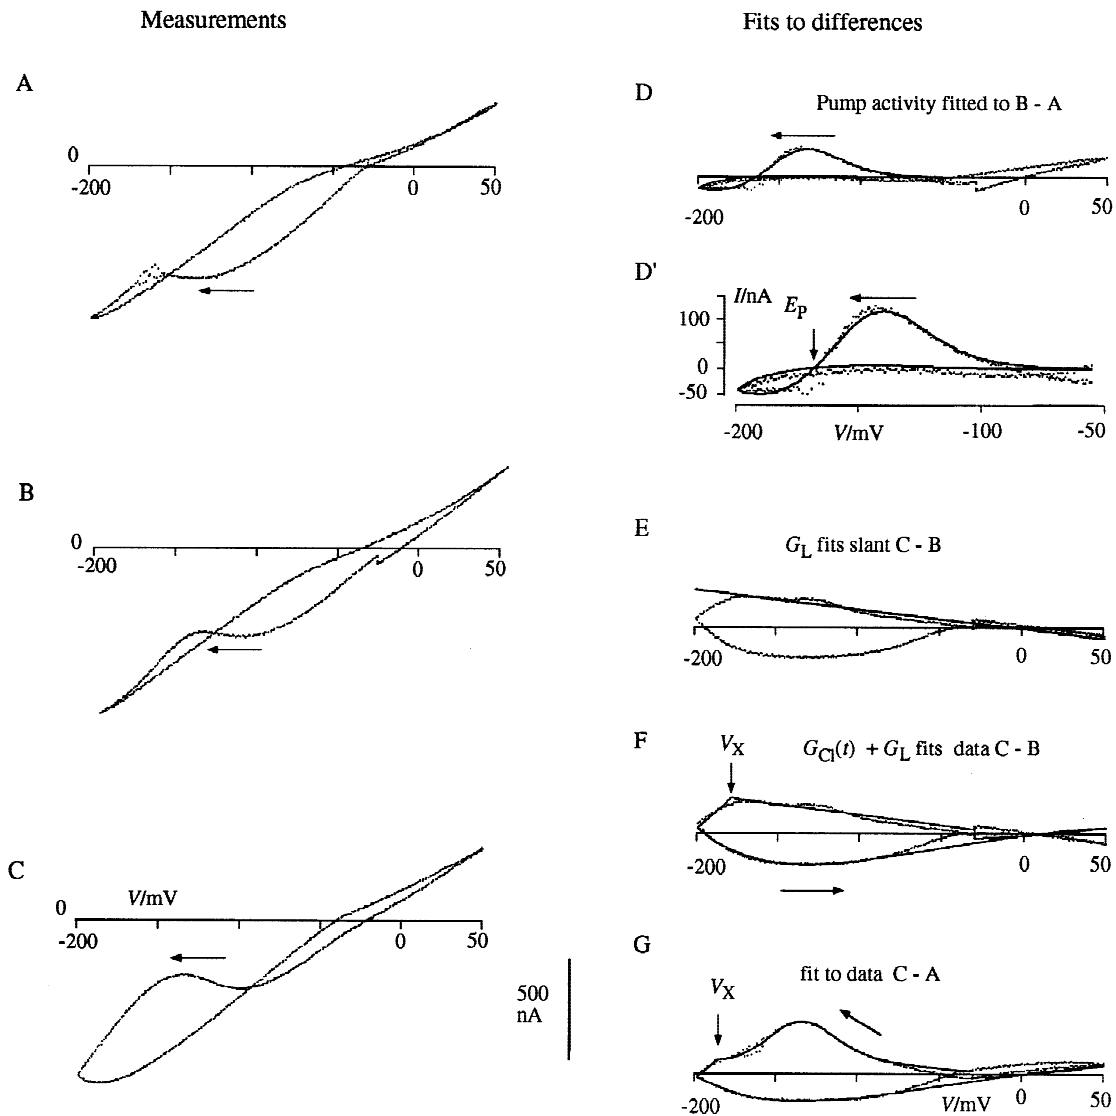 Measurements
A
0
-200
0
50
B
0
-200
0
50
C
V/mV
0
-200
0
50
500
nA
Fits to differences
D
Pump activity fitted to B - A
-200
0
50
D'
I/nA
E_P
100
0
-50
-200
V/mV
-100
-50
E
G_L fits slant C - B
-200
0
50
F
V_X
G_Cl(t) + G_L fits data C - B
-200
0
50
G
V_X
fit to data C - A
-200
V/mV
0
50